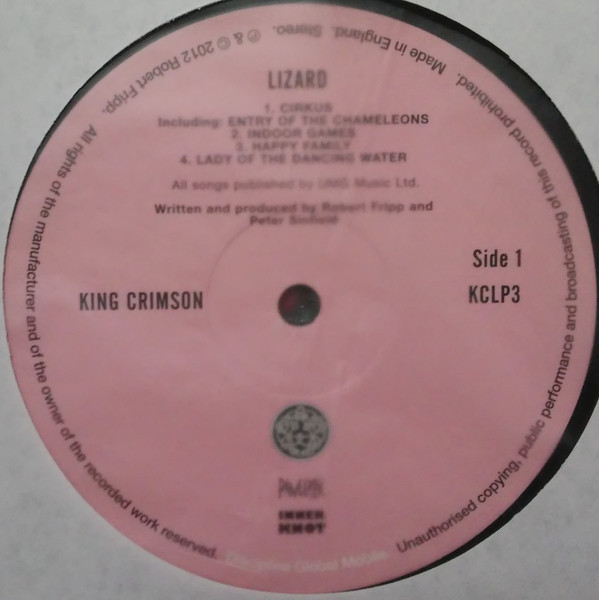 LIZARD
1. CIRKUS
Including: ENTRY OF THE CHAMELEONS
2. INDOOR GAMES
3. HAPPY FAMILY
4. LADY OF THE DANCING WATER
All songs published by UMG Music Ltd.
Written and produced by Robert Fripp and
Peter Sinfield
Side 1
KING CRIMSON
KCLP3
INNER
KNOT
All rights of the manufacturer and of the owner of the recorded work reserved. Discipline Global Mobile. Unauthorised copying, public performance and broadcasting of this record prohibited. Made in England. Stereo. ℗ & © 2012 Robert Fripp.